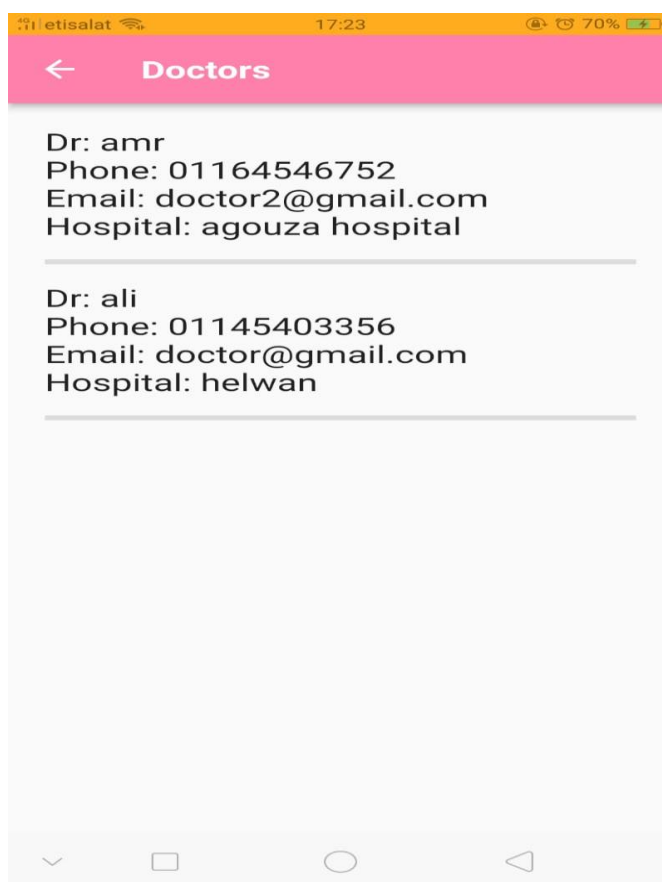 4G etisalat 17:23 70%
Doctors
Dr: amr
Phone: 01164546752
Email: doctor2@gmail.com
Hospital: agouza hospital
Dr: ali
Phone: 01145403356
Email: doctor@gmail.com
Hospital: helwan